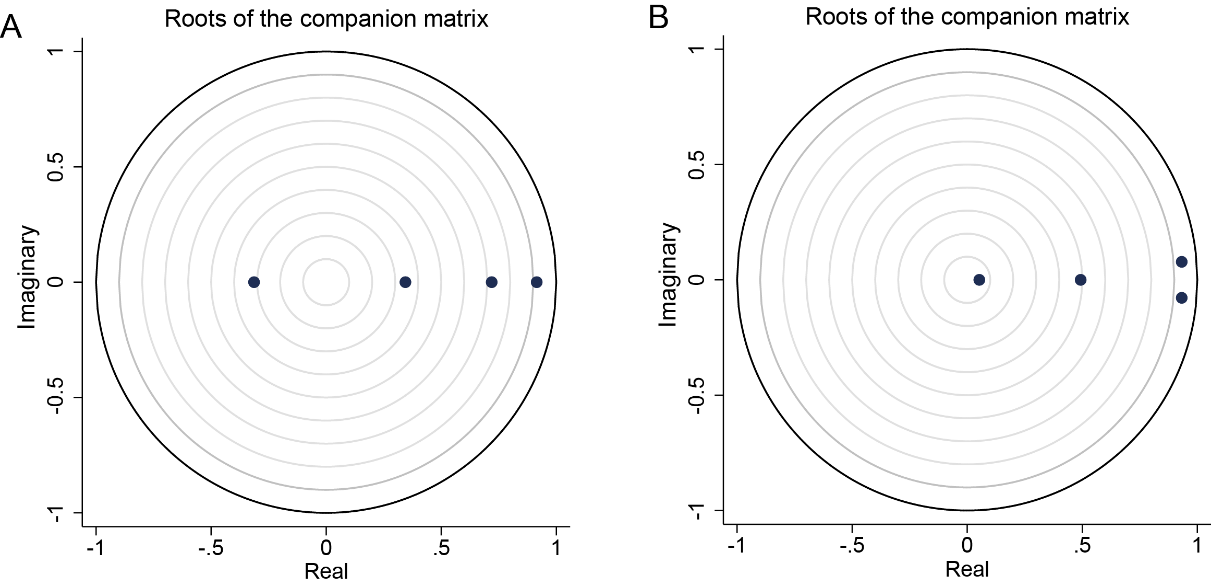 A
Roots of the companion matrix
1
0.5
0
-0.5
-1
Imaginary
-1
-.5
0
.5
1
Real
B
Roots of the companion matrix
1
0.5
0
-0.5
-1
Imaginary
-1
-.5
0
.5
1
Real